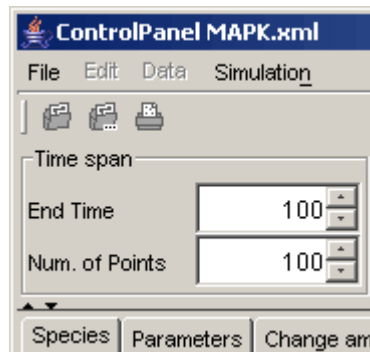 ControlPanel MAPK.xml
File Edit Data Simulation
Time span
End Time 100
Num. of Points 100
Species Parameters Change am